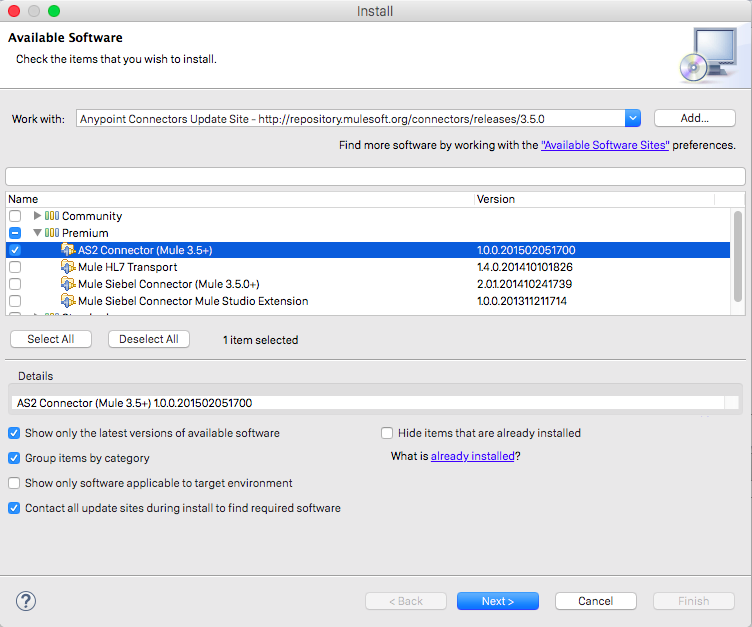 Install
Available Software
Check the items that you wish to install.
Work with: Anypoint Connectors Update Site - http://repository.mulesoft.org/connectors/releases/3.5.0 Add...
Find more software by working with the "Available Software Sites" preferences.
Name Version
Community
Premium
AS2 Connector (Mule 3.5+) 1.0.0.201502051700
Mule HL7 Transport 1.4.0.201410101826
Mule Siebel Connector (Mule 3.5.0+) 2.0.1.201410241739
Mule Siebel Connector Mule Studio Extension 1.0.0.201311211714
Select All Deselect All 1 item selected
Details
AS2 Connector (Mule 3.5+) 1.0.0.201502051700
Show only the latest versions of available software Hide items that are already installed
Group items by category What is already installed?
Show only software applicable to target environment
Contact all update sites during install to find required software
? < Back Next > Cancel Finish